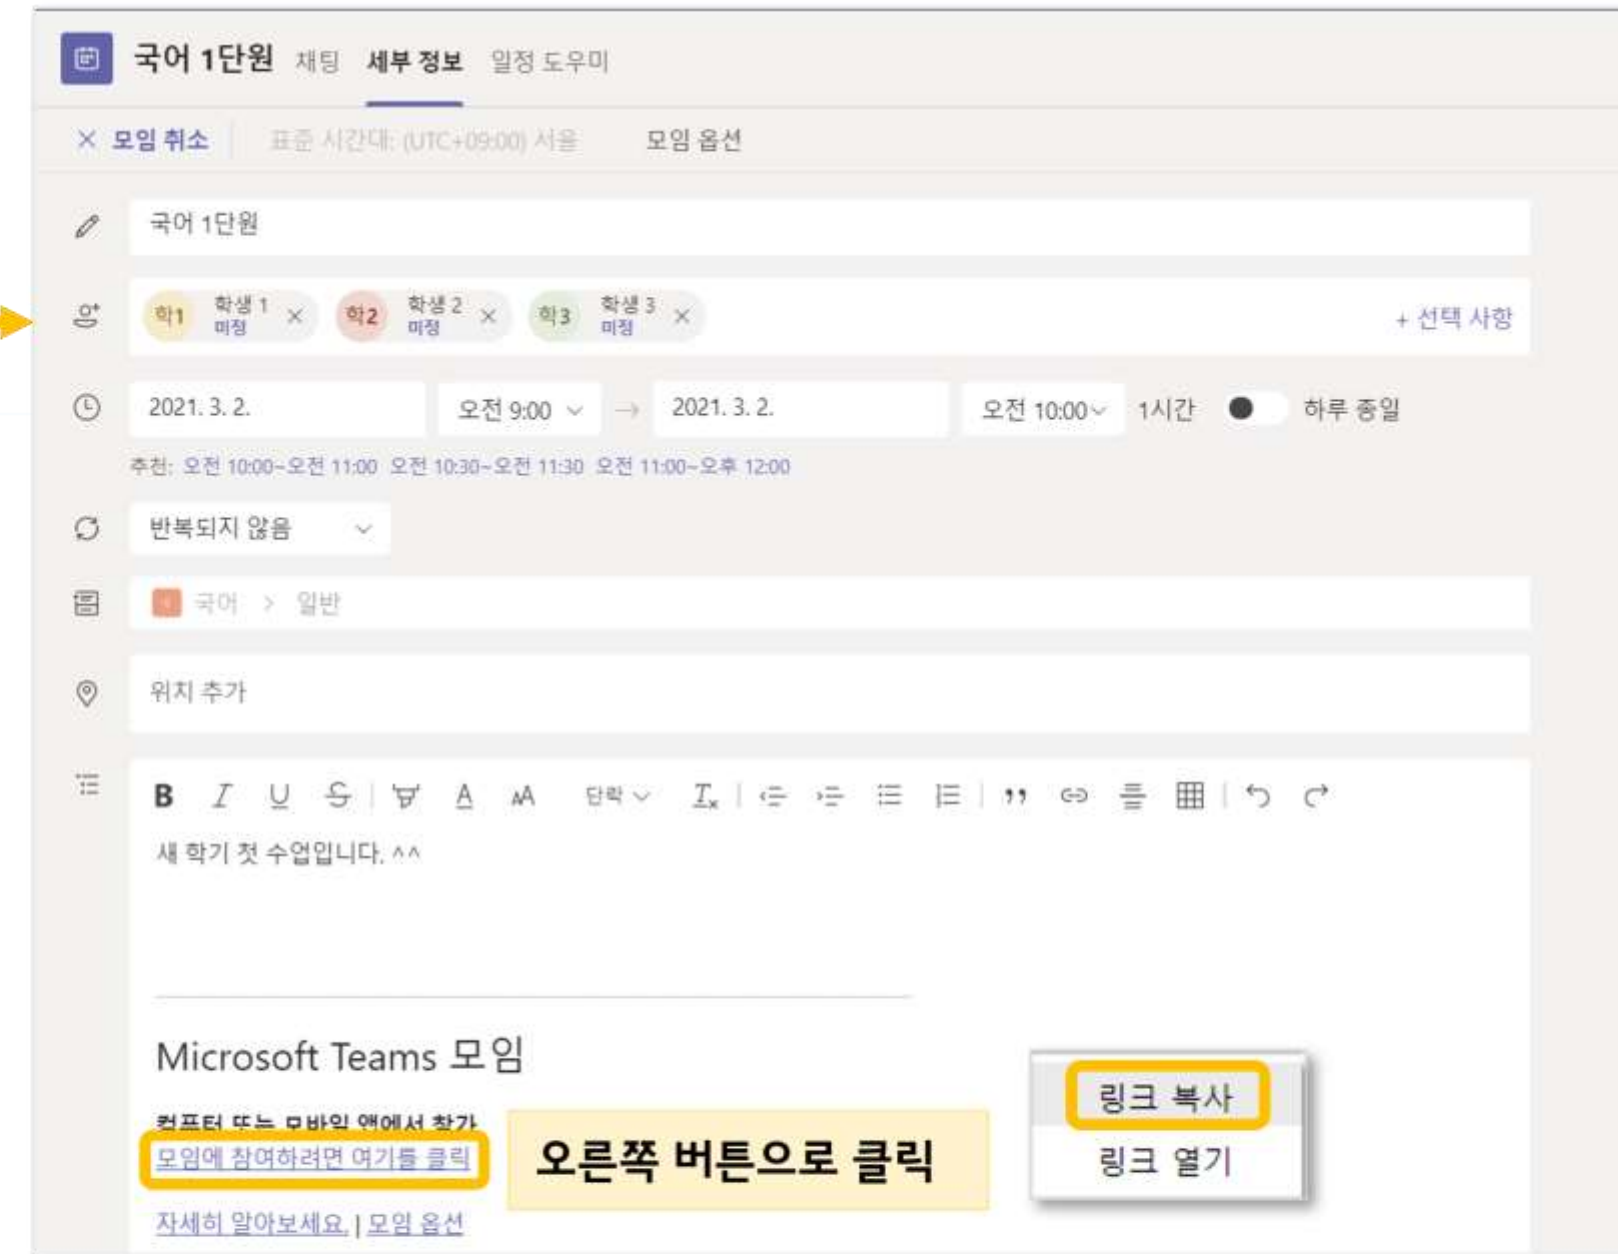 국어 1단원 채팅 세부 정보 일정 도우미
모임 취소 표준 시간대: (UTC+09:00) 서울 모임 옵션
국어 1단원
학1 학생 1 미정 학2 학생 2 미정 학3 학생 3 미정 + 선택 사항
2021. 3. 2. 오전 9:00 → 2021. 3. 2. 오전 10:00 1시간 하루 종일
추천: 오전 10:00~오전 11:00 오전 10:30~오전 11:30 오전 11:00~오후 12:00
반복되지 않음
국어 > 일반
위치 추가
B I U S A AA 단락
새 학기 첫 수업입니다. ^^
Microsoft Teams 모임
컴퓨터 또는 모바일 앱에서 참가
모임에 참여하려면 여기를 클릭
오른쪽 버튼으로 클릭
링크 복사
링크 열기
자세히 알아보세요. | 모임 옵션